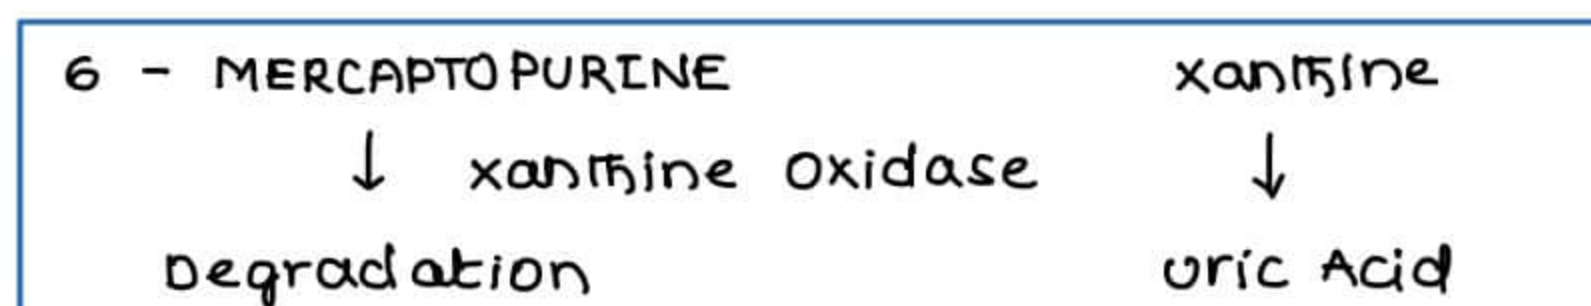 6 - MERCAPTOPURINE xanthine
↓ xanthine oxidase ↓
Degradation uric Acid